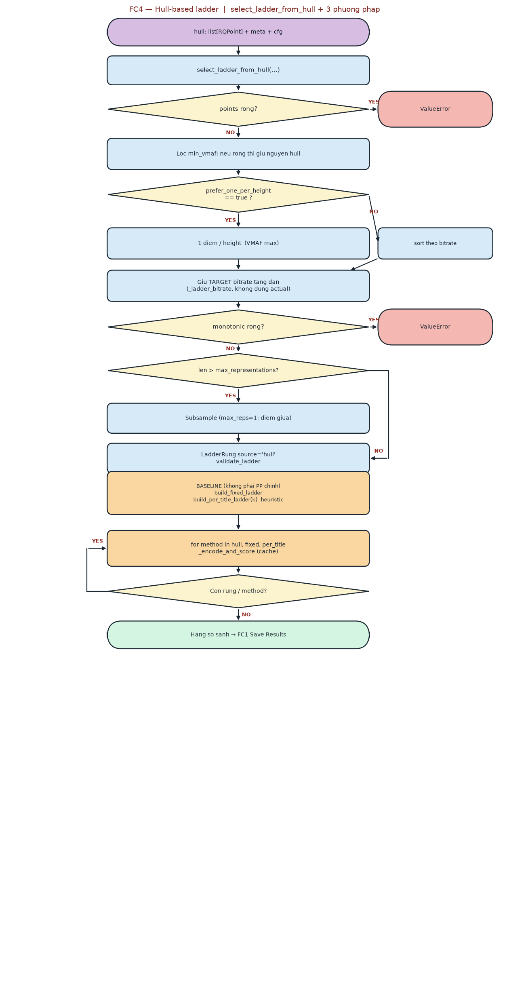 FC4 — Hull-based ladder | select_ladder_from_hull + 3 phuong phap
hull: list[RQPoint] + meta + cfg
select_ladder_from_hull(...)
points rong?
YES
ValueError
NO
Loc min_vmaf; neu rong thi giu nguyen hull
prefer_one_per_height
== true ?
NO
YES
1 diem / height (VMAF max)
sort theo bitrate
Giu TARGET bitrate tang dan
(_ladder_bitrate, khong dung actual)
monotonic rong?
YES
ValueError
NO
len > max_representations?
YES
Subsample (max_reps=1: diem giua)
NO
LadderRung source='hull'
validate_ladder
BASELINE (khong phai PP chinh)
build_fixed_ladder
build_per_title_ladder(k) heuristic
YES
for method in hull, fixed, per_title
_encode_and_score (cache)
Con rung / method?
NO
Hang so sanh → FC1 Save Results